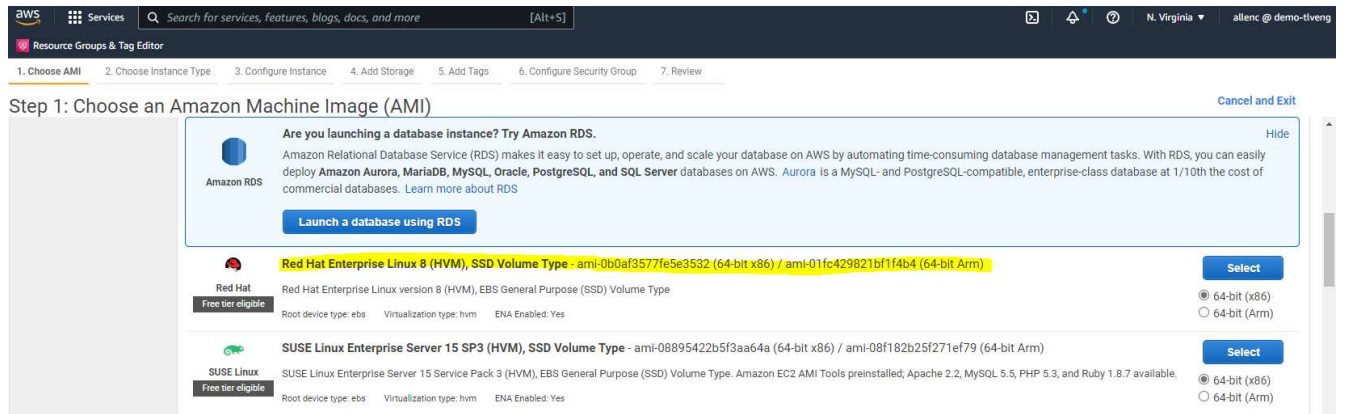 aws Services Search for services, features, blogs, docs, and more [Alt+S] N. Virginia allenc @ demo-tlveng
Resource Groups & Tag Editor
1. Choose AMI 2. Choose Instance Type 3. Configure Instance 4. Add Storage 5. Add Tags 6. Configure Security Group 7. Review
Step 1: Choose an Amazon Machine Image (AMI) Cancel and Exit
Are you launching a database instance? Try Amazon RDS. Hide
Amazon RDS
Amazon Relational Database Service (RDS) makes it easy to set up, operate, and scale your database on AWS by automating time-consuming database management tasks. With RDS, you can easily
deploy Amazon Aurora, MariaDB, MySQL, Oracle, PostgreSQL, and SQL Server databases on AWS. Aurora is a MySQL- and PostgreSQL-compatible, enterprise-class database at 1/10th the cost of
commercial databases. Learn more about RDS
Launch a database using RDS
Red Hat Enterprise Linux 8 (HVM), SSD Volume Type - ami-0b0af3577fe5e3532 (64-bit x86) / ami-01fc429821bf1f4b4 (64-bit Arm)
Select
Red Hat
Free tier eligible
Red Hat Enterprise Linux version 8 (HVM), EBS General Purpose (SSD) Volume Type
64-bit (x86)
64-bit (Arm)
Root device type: ebs Virtualization type: hvm ENA Enabled: Yes
SUSE Linux Enterprise Server 15 SP3 (HVM), SSD Volume Type - ami-08895422b5f3aa64a (64-bit x86) / ami-08f182b25f271ef79 (64-bit Arm)
Select
SUSE Linux
Free tier eligible
SUSE Linux Enterprise Server 15 Service Pack 3 (HVM), EBS General Purpose (SSD) Volume Type. Amazon EC2 AMI Tools preinstalled; Apache 2.2, MySQL 5.5, PHP 5.3, and Ruby 1.8.7 available.
64-bit (x86)
64-bit (Arm)
Root device type: ebs Virtualization type: hvm ENA Enabled: Yes